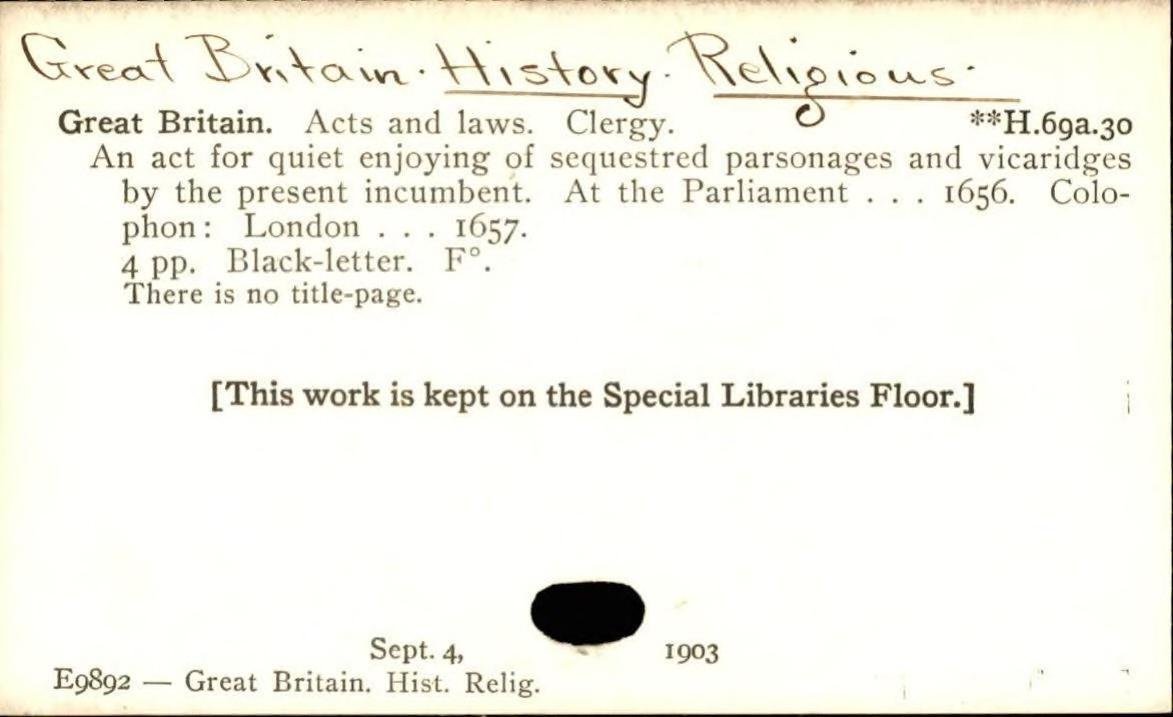 Great Britain. History. Religious.
Great Britain. Acts and laws. Clergy. **H.69a.30
An act for quiet enjoying of sequestred parsonages and vicaridges
by the present incumbent. At the Parliament . . . 1656. Colo-
phon: London . . . 1657.
4 pp. Black-letter. F°.
There is no title-page.
[This work is kept on the Special Libraries Floor.]
Sept. 4, 1903
E9892 — Great Britain. Hist. Relig.